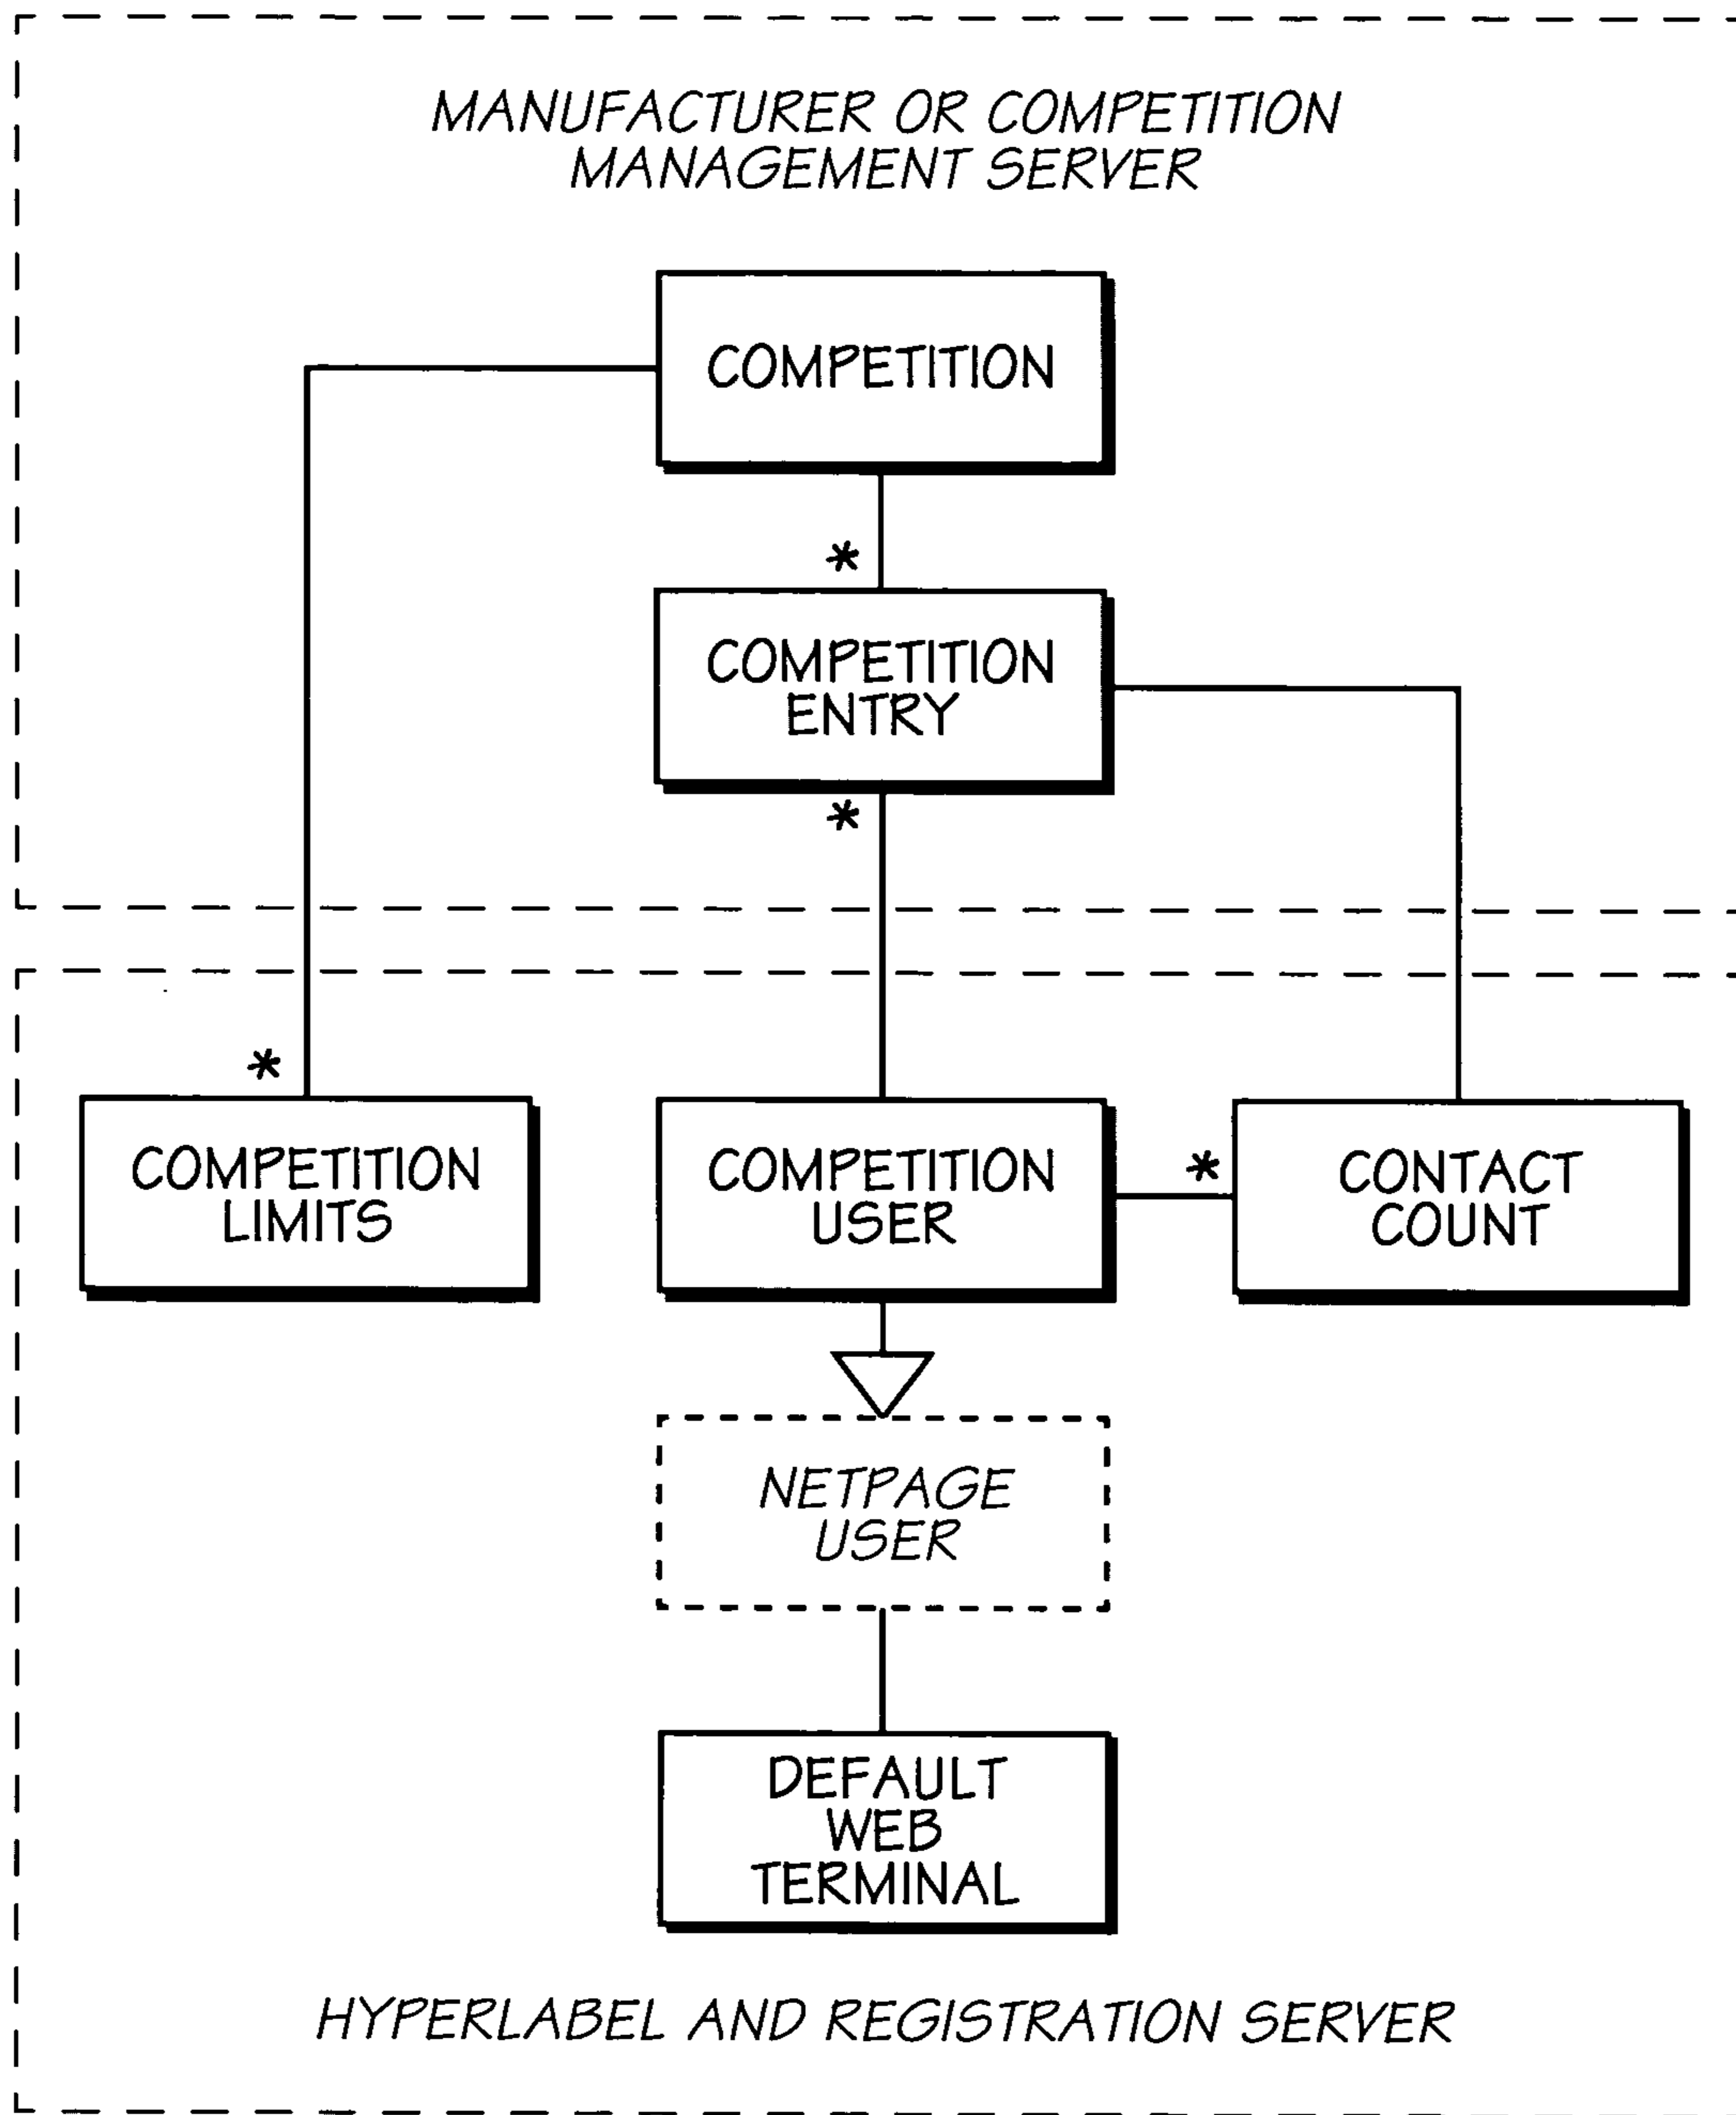 MANUFACTURER OR COMPETITION
MANAGEMENT SERVER
COMPETITION
*
COMPETITION
ENTRY
*
*
COMPETITION
LIMITS
COMPETITION
USER
*
CONTACT
COUNT
NETPAGE
USER
DEFAULT
WEB
TERMINAL
HYPERLABEL AND REGISTRATION SERVER